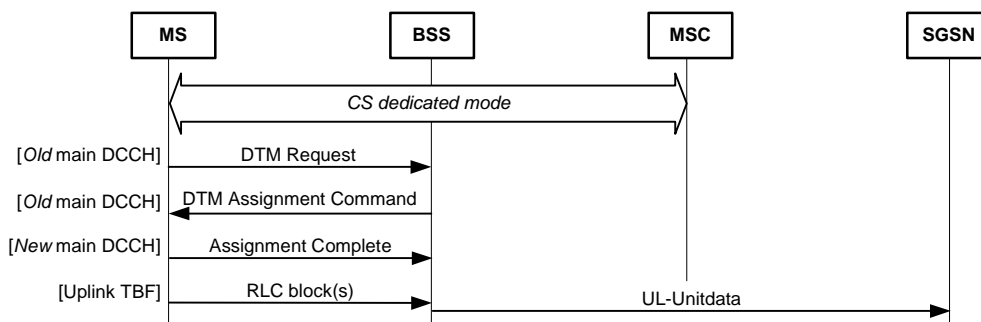 MS BSS MSC SGSN
CS dedicated mode
[Old main DCCH] DTM Request
[Old main DCCH] DTM Assignment Command
[New main DCCH] Assignment Complete
[Uplink TBF] RLC block(s) UL-Unitdata